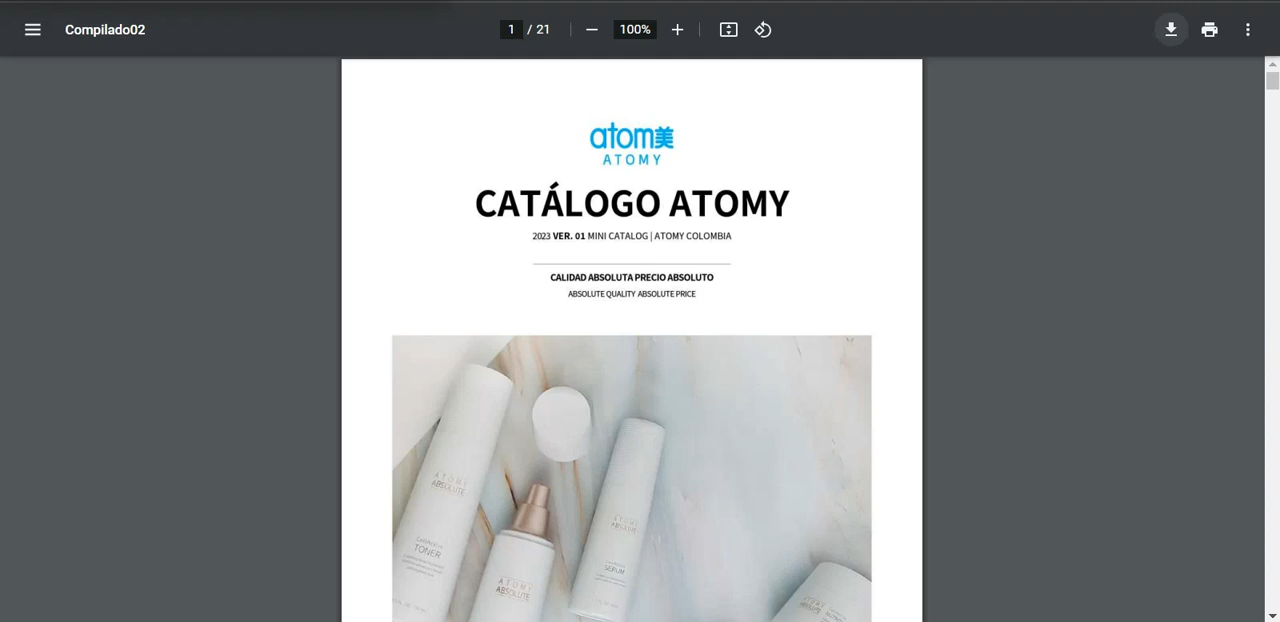 Compilado02
1 / 21
100%
atom美
ATOMY
CATÁLOGO ATOMY
2023 VER. 01 MINI CATALOG | ATOMY COLOMBIA
CALIDAD ABSOLUTA PRECIO ABSOLUTO
ABSOLUTE QUALITY ABSOLUTE PRICE
ATOMY
ABSOLUTE
TONER
ATOMY
ABSOLUTE
SERUM
ATOMY
ABSOLUTE